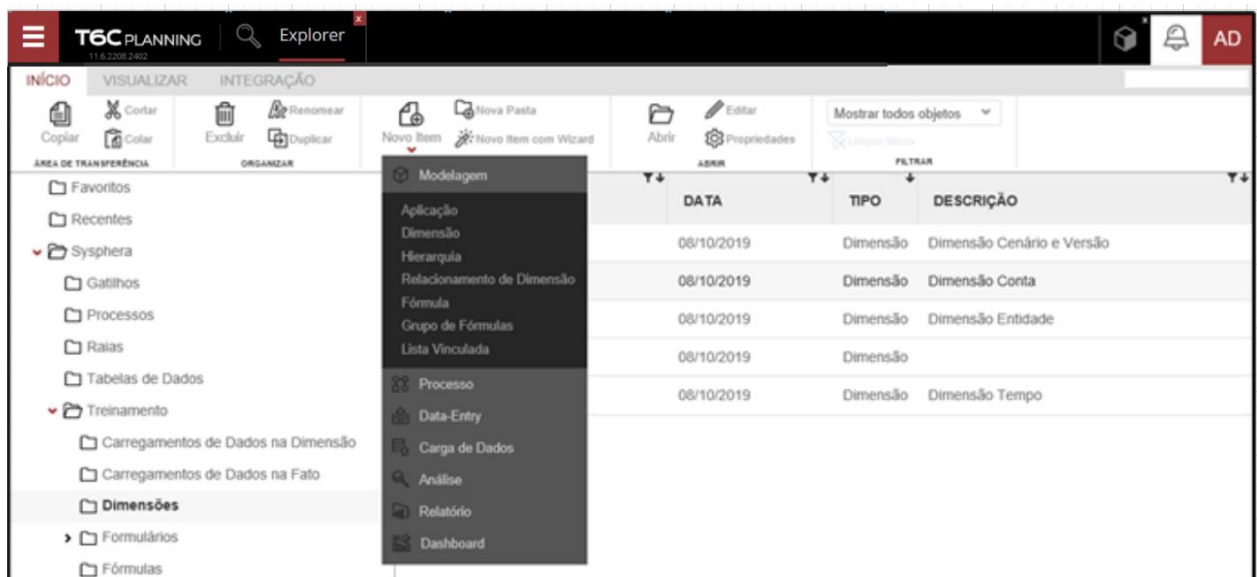 T6C PLANNING
11.6.2208.2402
Explorer
x
AD
INÍCIO VISUALIZAR INTEGRAÇÃO
Copiar
Cortar
Colar
ÁREA DE TRANSFERÊNCIA
Excluir
Renomear
Duplicar
ORGANIZAR
Novo Item
Nova Pasta
Novo Item com Wizard
Abrir
Editar
Propriedades
ABRIR
Mostrar todos objetos
Limpar filtros
FILTRAR
Favoritos
Recentes
Sysphera
Gatilhos
Processos
Raias
Tabelas de Dados
Treinamento
Carregamentos de Dados na Dimensão
Carregamentos de Dados na Fato
Dimensões
Formulários
Fórmulas
Modelagem
Aplicação
Dimensão
Hierarquia
Relacionamento de Dimensão
Fórmula
Grupo de Fórmulas
Lista Vinculada
Processo
Data-Entry
Carga de Dados
Análise
Relatório
Dashboard
DATA TIPO DESCRIÇÃO
08/10/2019 Dimensão Dimensão Cenário e Versão
08/10/2019 Dimensão Dimensão Conta
08/10/2019 Dimensão Dimensão Entidade
08/10/2019 Dimensão
08/10/2019 Dimensão Dimensão Tempo